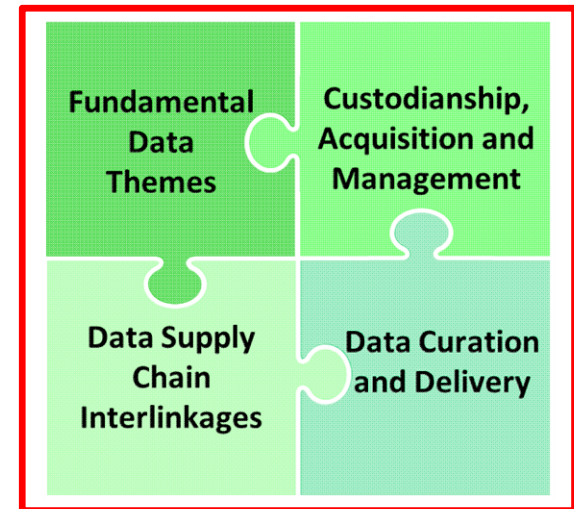 Fundamental
Data
Themes
Custodianship,
Acquisition and
Management
Data Supply
Chain
Interlinkages
Data Curation
and Delivery